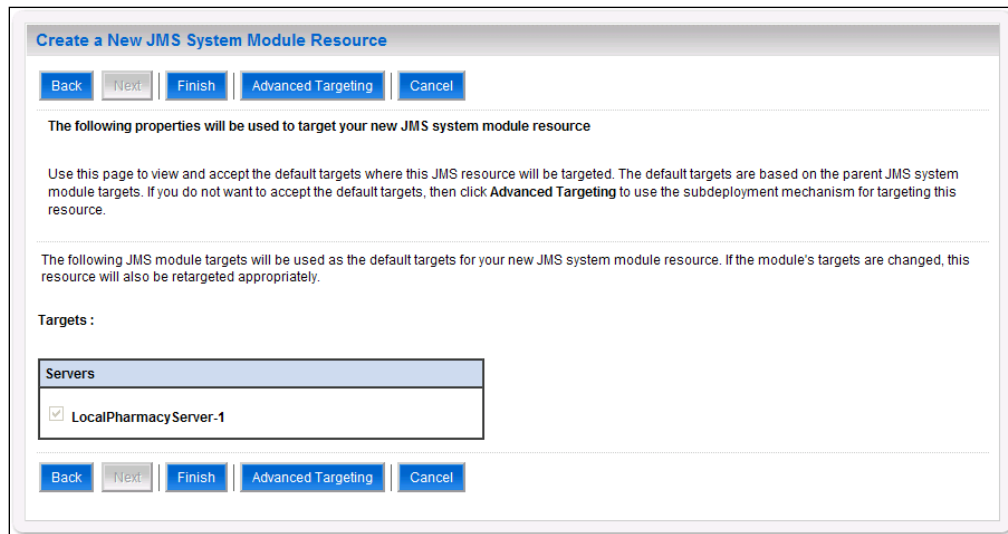 Create a New JMS System Module Resource
Back Next Finish Advanced Targeting Cancel
The following properties will be used to target your new JMS system module resource
Use this page to view and accept the default targets where this JMS resource will be targeted. The default targets are based on the parent JMS system
module targets. If you do not want to accept the default targets, then click Advanced Targeting to use the subdeployment mechanism for targeting this
resource.
The following JMS module targets will be used as the default targets for your new JMS system module resource. If the module's targets are changed, this
resource will also be retargeted appropriately.
Targets :
Servers
LocalPharmacyServer-1
Back Next Finish Advanced Targeting Cancel